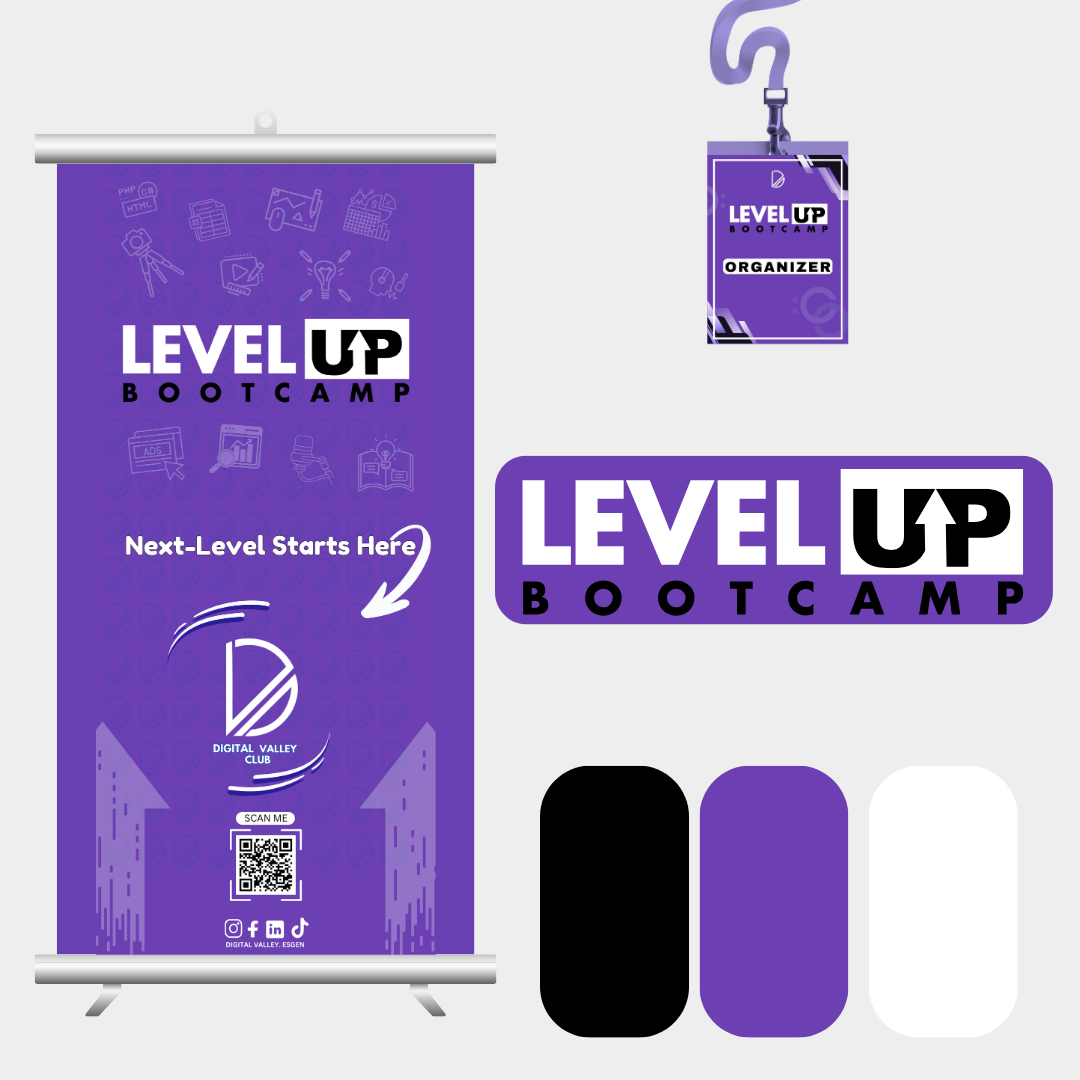 PHP
C#
HTML
LEVEL UP
BOOTCAMP
ADS
Next-Level Starts Here
DIGITAL VALLEY
CLUB
SCAN ME
DIGITAL VALLEY. ESGEN
LEVEL UP
BOOTCAMP
ORGANIZER
LEVEL UP
BOOTCAMP